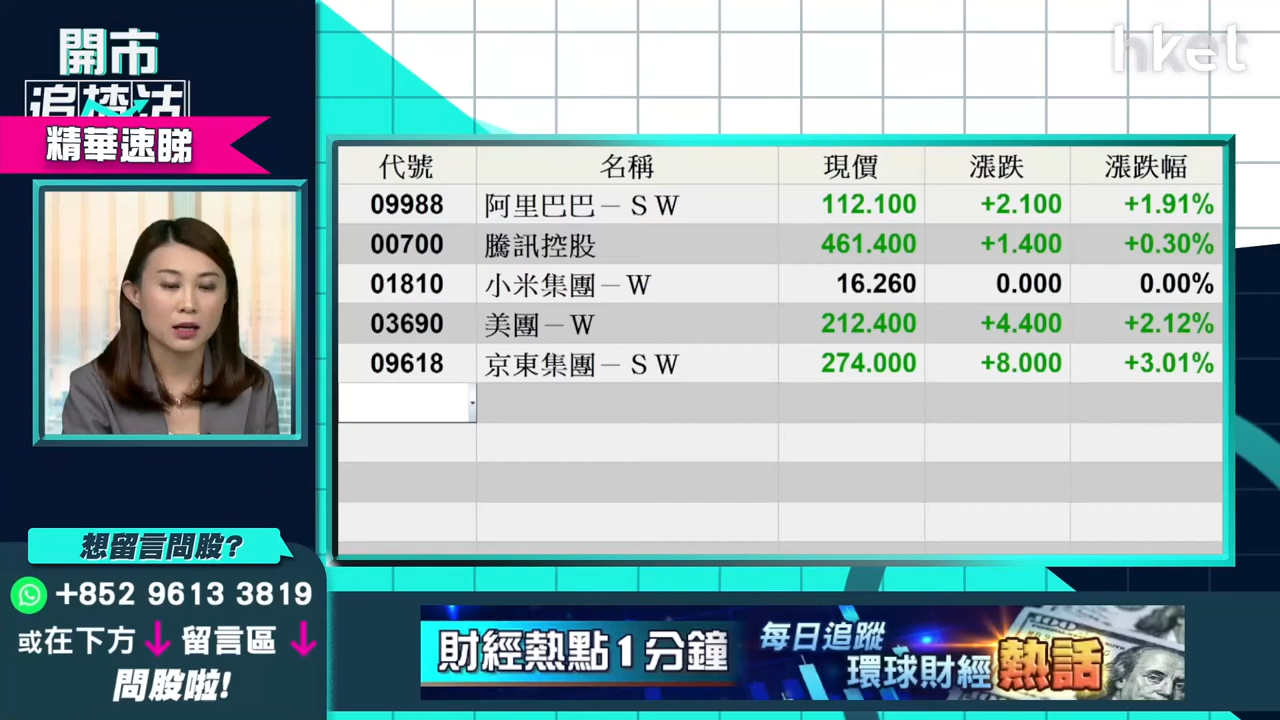 開市
追揸沽
精華速睇
hket
代號 名稱 現價 漲跌 漲跌幅
09988 阿里巴巴－ＳＷ 112.100 +2.100 +1.91%
00700 騰訊控股 461.400 +1.400 +0.30%
01810 小米集團－W 16.260 0.000 0.00%
03690 美團－W 212.400 +4.400 +2.12%
09618 京東集團－ＳＷ 274.000 +8.000 +3.01%
想留言問股?
+852 9613 3819
或在下方↓留言區↓
問股啦!
財經熱點1分鐘
每日追蹤
環球財經熱話